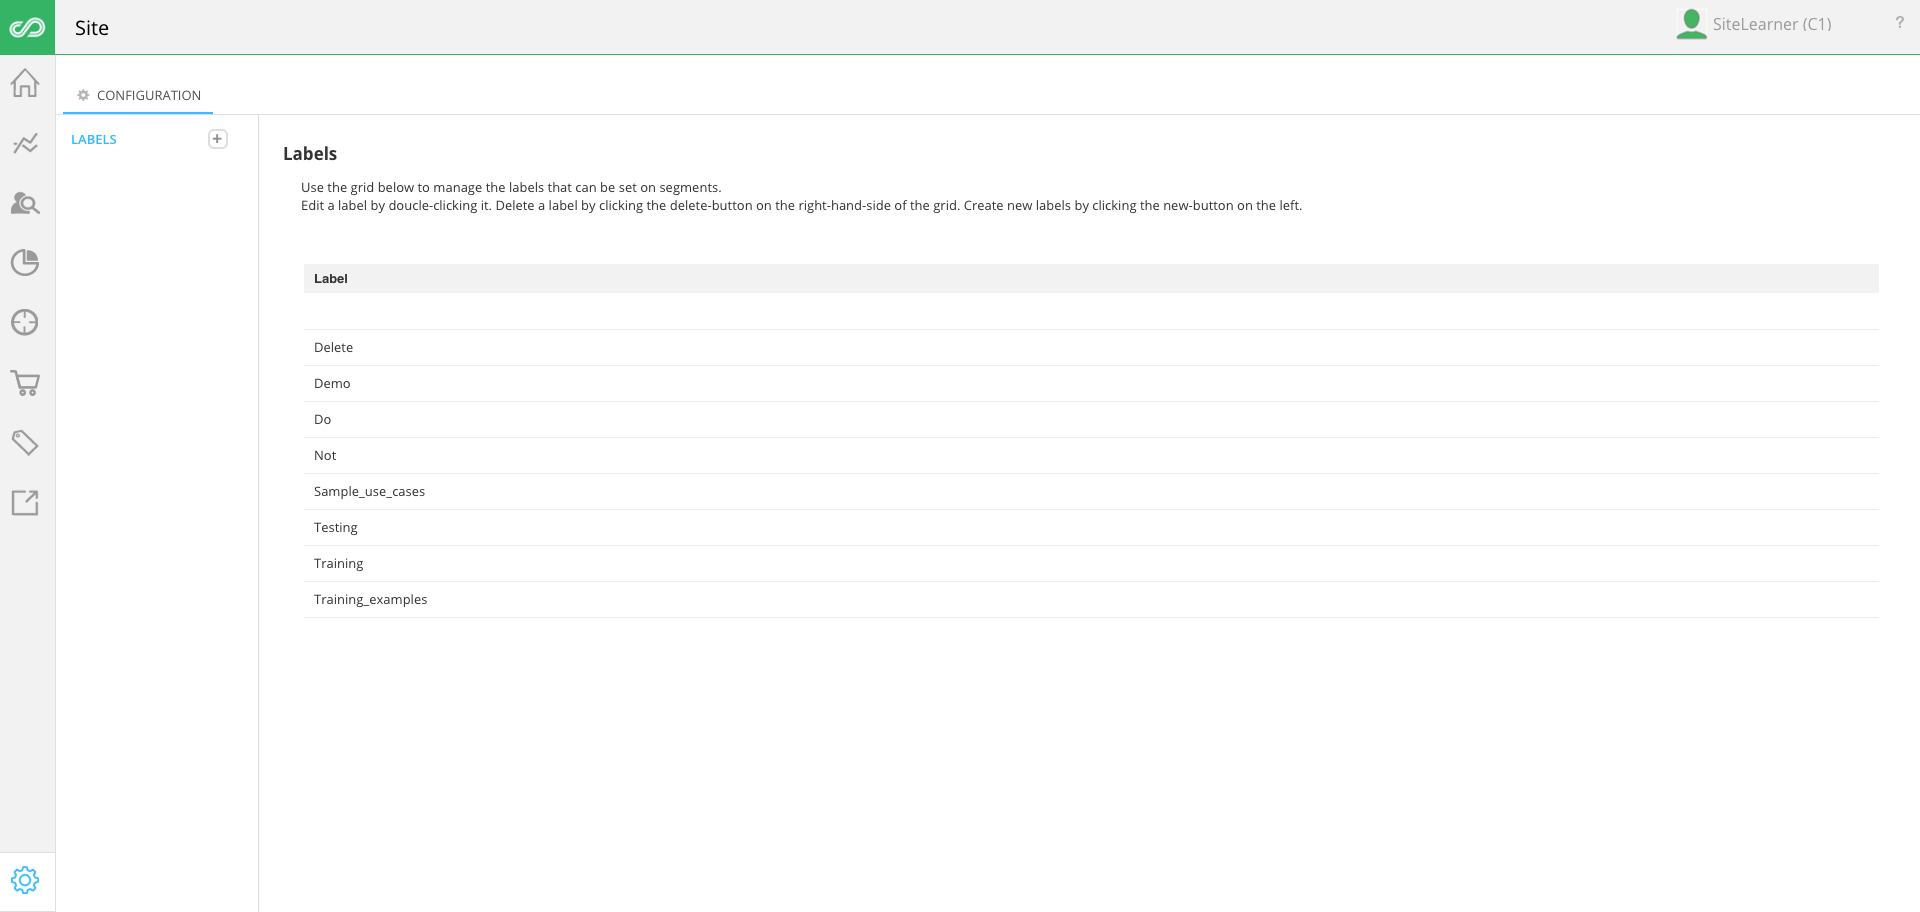 Site
SiteLearner (C1)
?
CONFIGURATION
LABELS
+
Labels
Use the grid below to manage the labels that can be set on segments.
Edit a label by doucle-clicking it. Delete a label by clicking the delete-button on the right-hand-side of the grid. Create new labels by clicking the new-button on the left.
Label
Delete
Demo
Do
Not
Sample_use_cases
Testing
Training
Training_examples